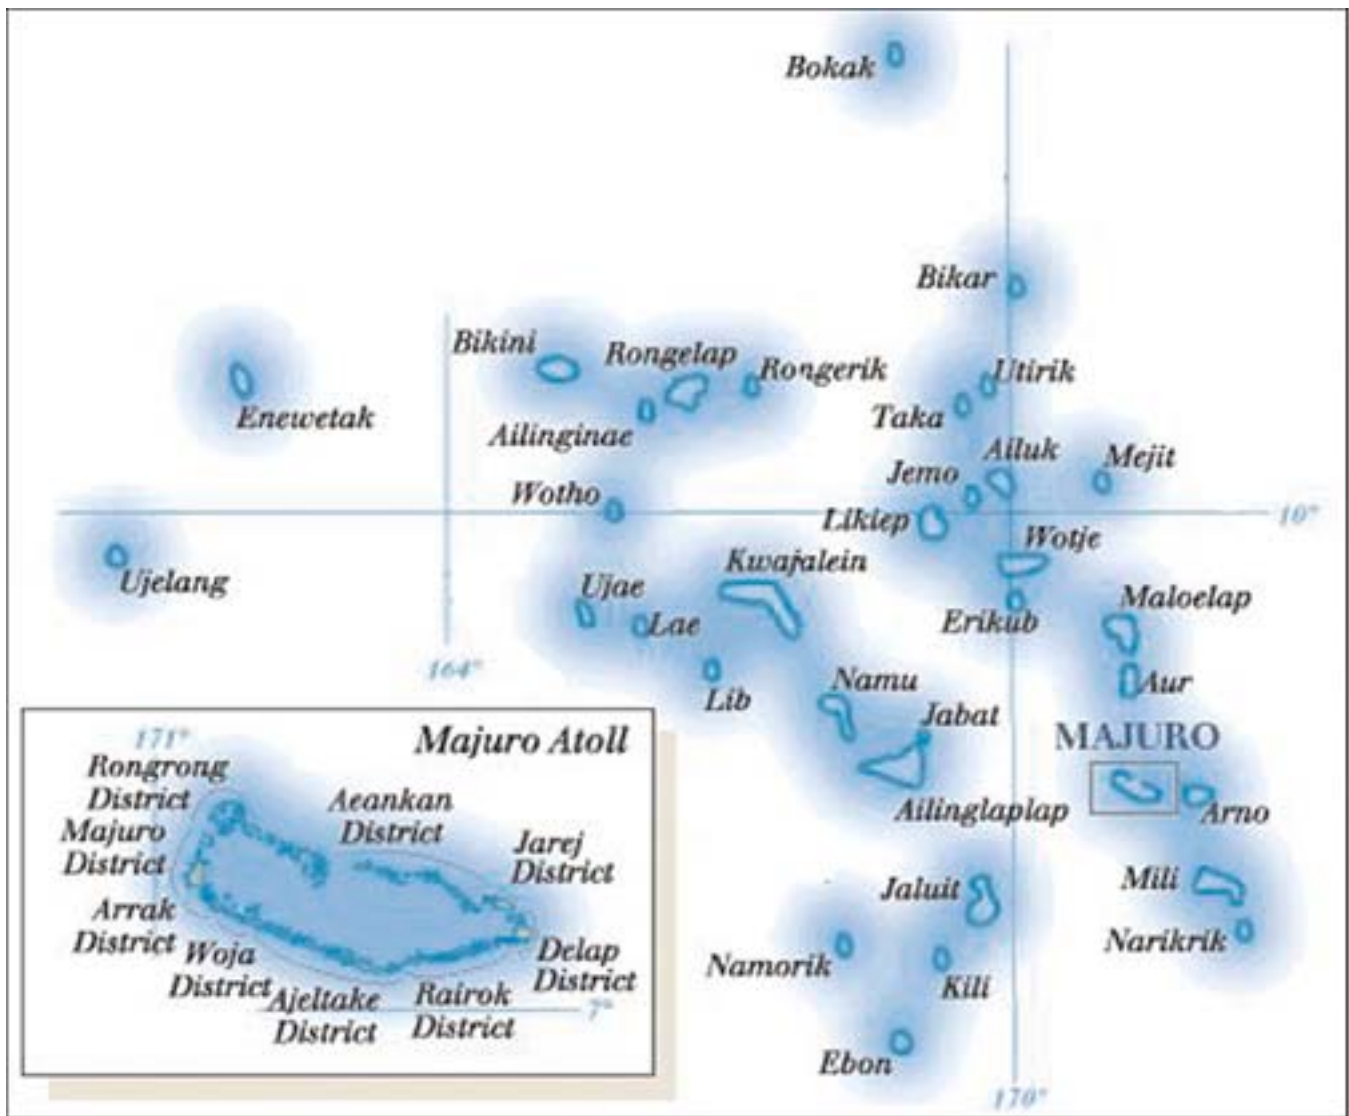 Bokak
Bikar
Bikini
Rongelap
Rongerik
Utirik
Enewetak
Taka
Ailinginae
Ailuk
Mejit
Jemo
Wotho
Likiep
10°
Wotje
Ujelang
Kwajalein
Ujae
Maloelap
Lae
Erikub
164°
Namu
Aur
Lib
Jabat
MAJURO
Ailinglaplap
Arno
Jaluit
Mili
Namorik
Narikrik
Kili
Ebon
170°
Majuro Atoll
171°
Rongrong
District
Aeankan
District
Majuro
District
Jarej
District
Arrak
District
Woja
District
Delap
District
Ajeltake
District
Rairok
District
7°